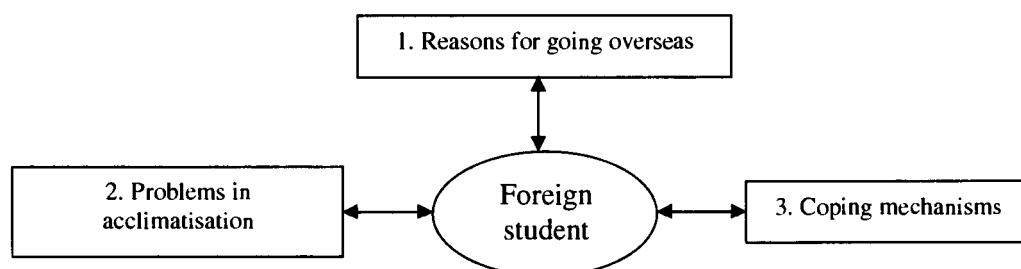 1. Reasons for going overseas
2. Problems in
acclimatisation
Foreign
student
3. Coping mechanisms